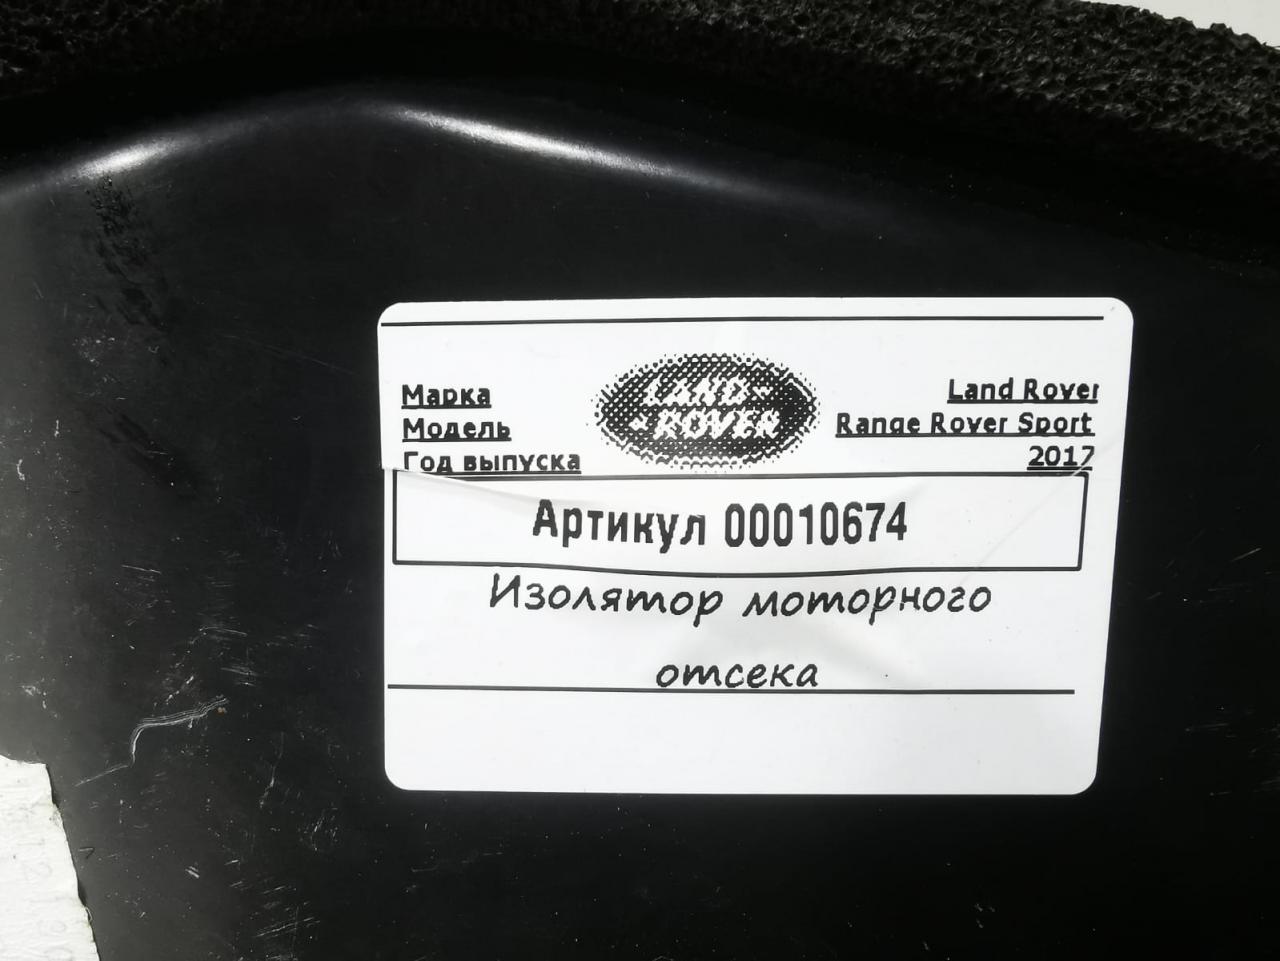 Марка Land Rover
LAND-
-ROVER
Модель Range Rover Sport
Год выпуска 2017
Артикул 00010674
Изолятор моторного
отсека